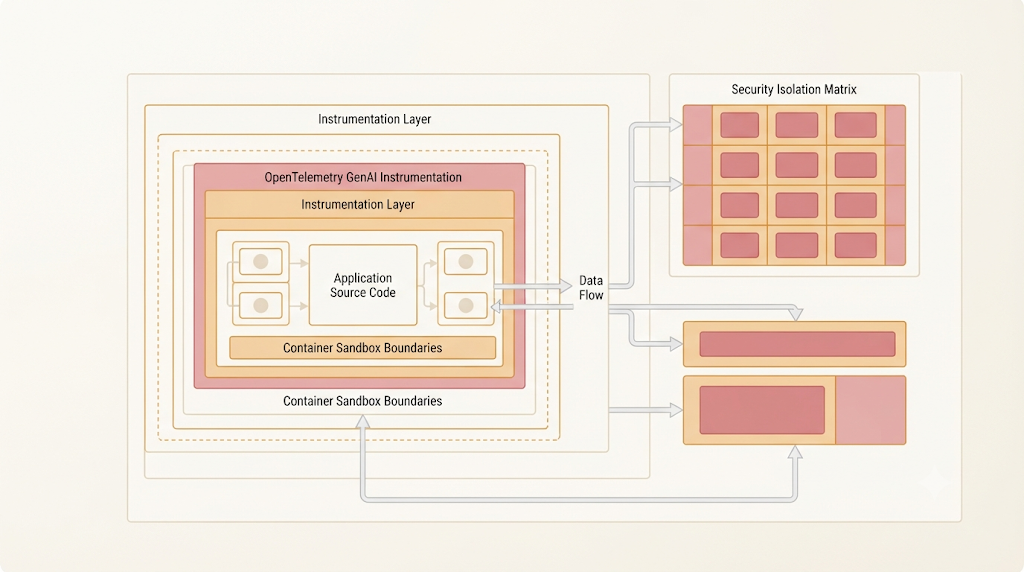 Instrumentation Layer
OpenTelemetry GenAI Instrumentation
Instrumentation Layer
Application
Source Code
Container Sandbox Boundaries
Container Sandbox Boundaries
Data
Flow
Security Isolation Matrix